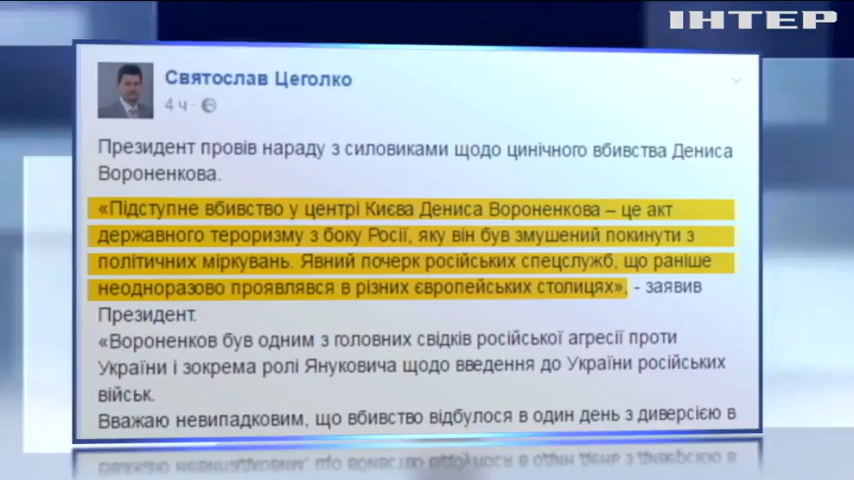 ІНТЕР
Святослав Цеголко
4 ч ·
Президент провів нараду з силовиками щодо цинічного вбивства Дениса
Вороненкова.
«Підступне вбивство у центрі Києва Дениса Вороненкова – це акт
державного тероризму з боку Росії, яку він був змушений покинути з
політичних міркувань. Явний почерк російських спецслужб, що раніше
неодноразово проявлявся в різних європейських столицях», - заявив
Президент.
«Вороненков був одним з головних свідків російської агресії проти
України і зокрема ролі Януковича щодо введення до України російських
військ.
Вважаю невипадковим, що вбивство відбулося в один день з диверсією в